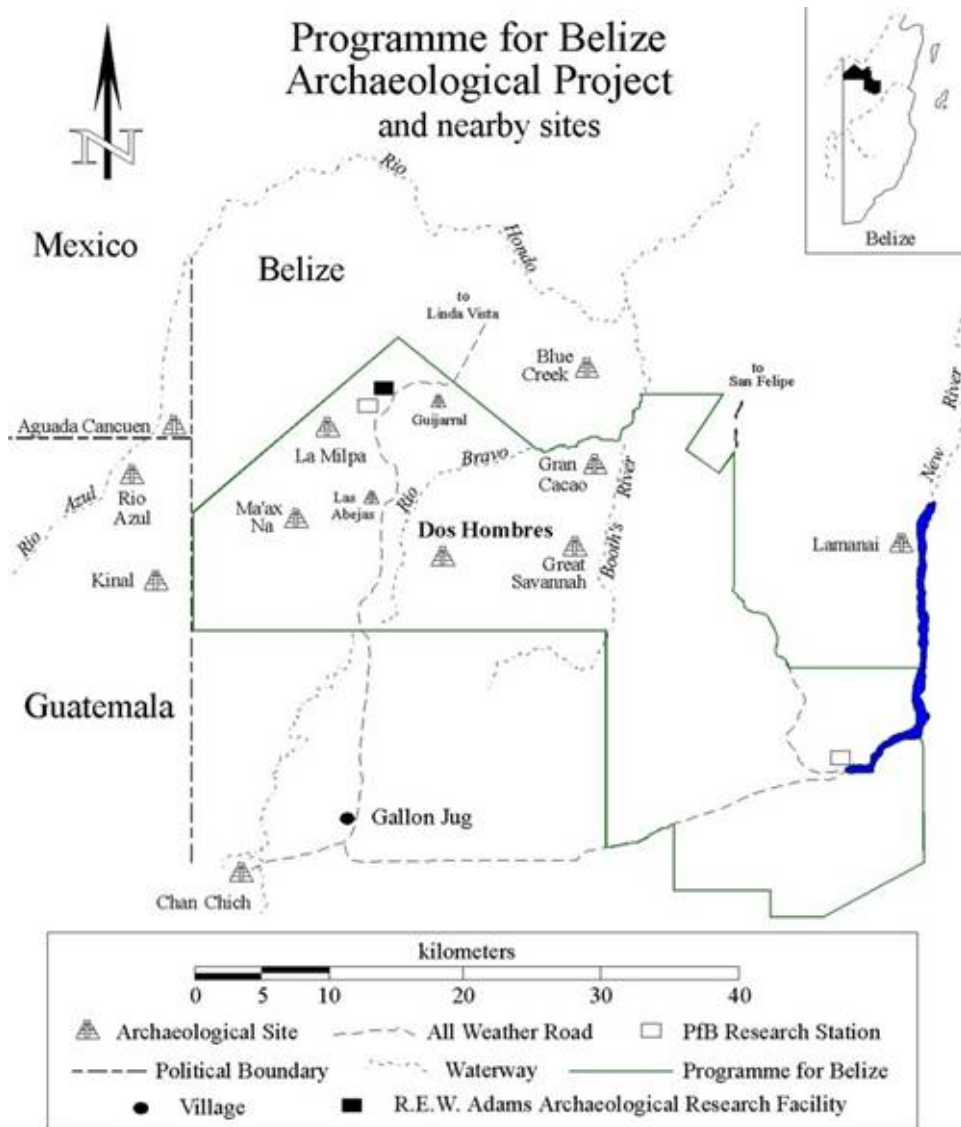 Programme for Belize
Archaeological Project
and nearby sites
N
Belize
Mexico
Belize
Rio
Hondo
to
Linda Vista
Blue
Creek
to
San Felipe
New
River
Aguada Cancuen
Guijarral
La Milpa
Bravo
Rio
Gran
Cacao
River
Booth's
Rio
Azul
Rio
Azul
Ma'ax
Na
Las
Abejas
Dos Hombres
Great
Savannah
Lamanai
Kinal
Guatemala
Gallon Jug
Chan Chich
kilometers
0 5 10 20 30 40
Archaeological Site All Weather Road PfB Research Station
Political Boundary Waterway Programme for Belize
Village R.E.W. Adams Archaeological Research Facility